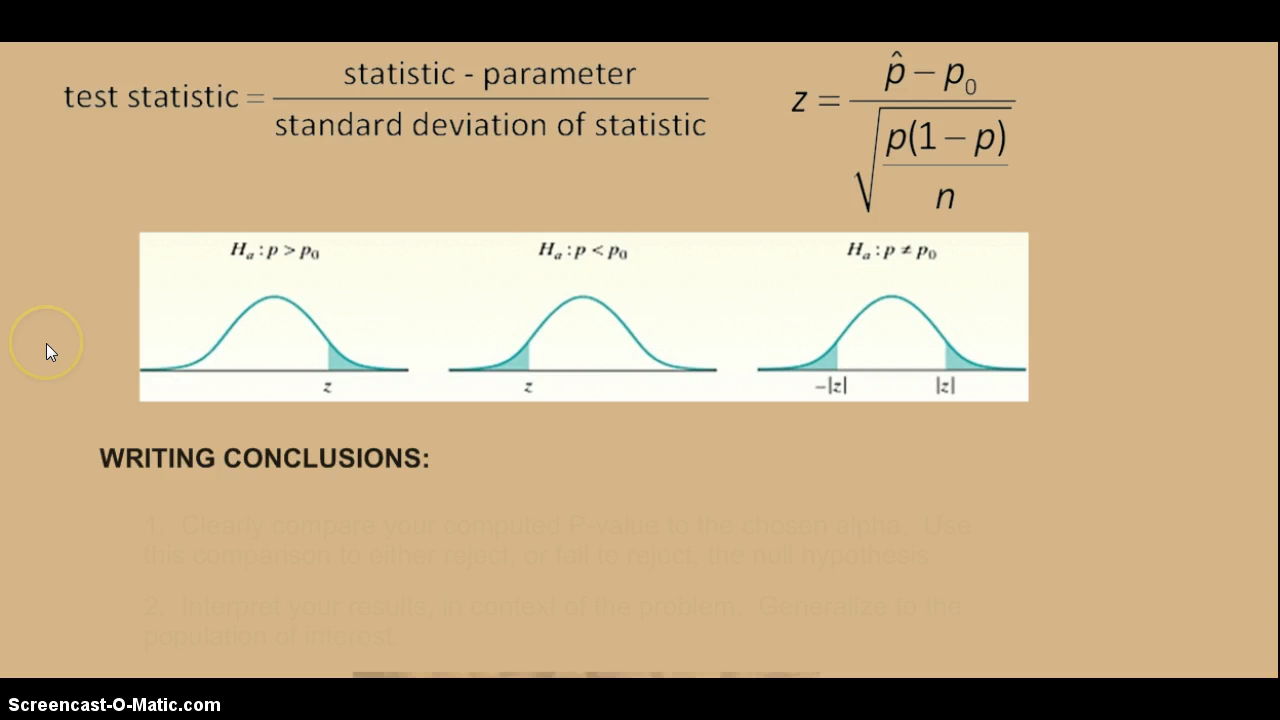 test statistic = statistic - parameter / standard deviation of statistic
z = p̂ − p₀ / √(p(1 − p) / n)
Hₐ : p > p₀ Hₐ : p < p₀ Hₐ : p ≠ p₀
z z −|z| |z|
WRITING CONCLUSIONS:
1. Clearly compare your computed P-value to the chosen alpha. Use
this comparison to either reject, or fail to reject, the null hypothesis.
2. Interpret your results, in context of the problem. Generalize to the
population of interest.
Screencast-O-Matic.com